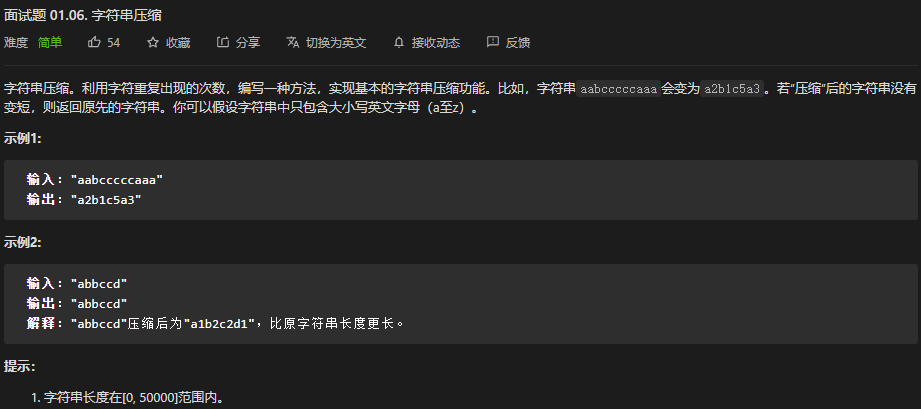 面试题 01.06. 字符串压缩
难度 简单 54 收藏 分享 切换为英文 接收动态 反馈
字符串压缩。利用字符重复出现的次数，编写一种方法，实现基本的字符串压缩功能。比如，字符串aabcccccaaa会变为a2b1c5a3。若“压缩”后的字符串没有
变短，则返回原先的字符串。你可以假设字符串中只包含大小写英文字母（a至z）。
示例1:
输入："aabcccccaaa"
输出："a2b1c5a3"
示例2:
输入："abbccd"
输出："abbccd"
解释："abbccd"压缩后为"a1b2c2d1"，比原字符串长度更长。
提示：
1. 字符串长度在[0, 50000]范围内。